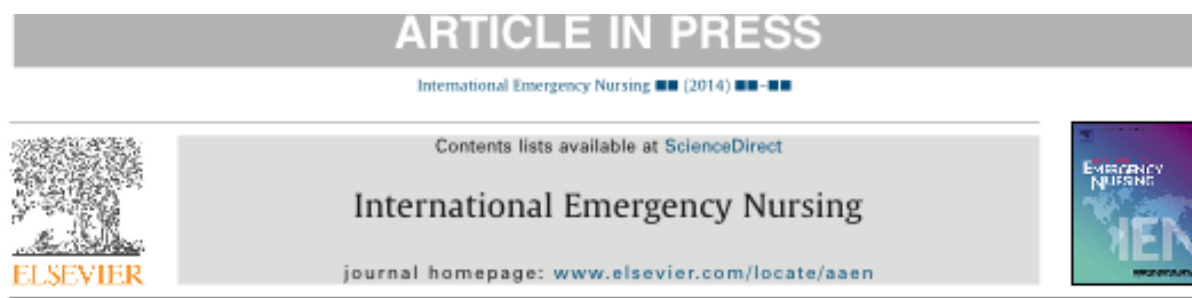 ARTICLE IN PRESS
International Emergency Nursing ■■ (2014) ■■–■■
Contents lists available at ScienceDirect
International Emergency Nursing
journal homepage: www.elsevier.com/locate/aaen
ELSEVIER
EMERGENCY
NURSING
IEN